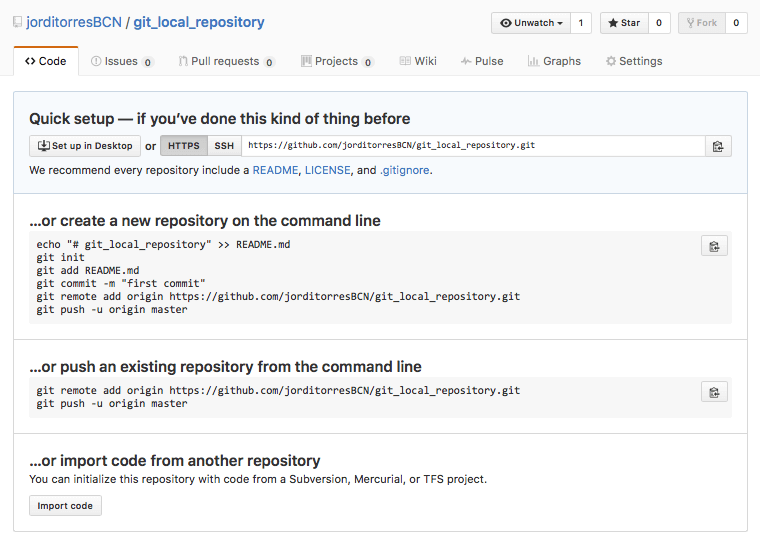 jorditorresBCN / git_local_repository
Unwatch 1 Star 0 Fork 0
Code Issues 0 Pull requests 0 Projects 0 Wiki Pulse Graphs Settings
Quick setup — if you’ve done this kind of thing before
Set up in Desktop or HTTPS SSH https://github.com/jorditorresBCN/git_local_repository.git
We recommend every repository include a README, LICENSE, and .gitignore.
…or create a new repository on the command line
echo "# git_local_repository" >> README.md
git init
git add README.md
git commit -m "first commit"
git remote add origin https://github.com/jorditorresBCN/git_local_repository.git
git push -u origin master
…or push an existing repository from the command line
git remote add origin https://github.com/jorditorresBCN/git_local_repository.git
git push -u origin master
…or import code from another repository
You can initialize this repository with code from a Subversion, Mercurial, or TFS project.
Import code